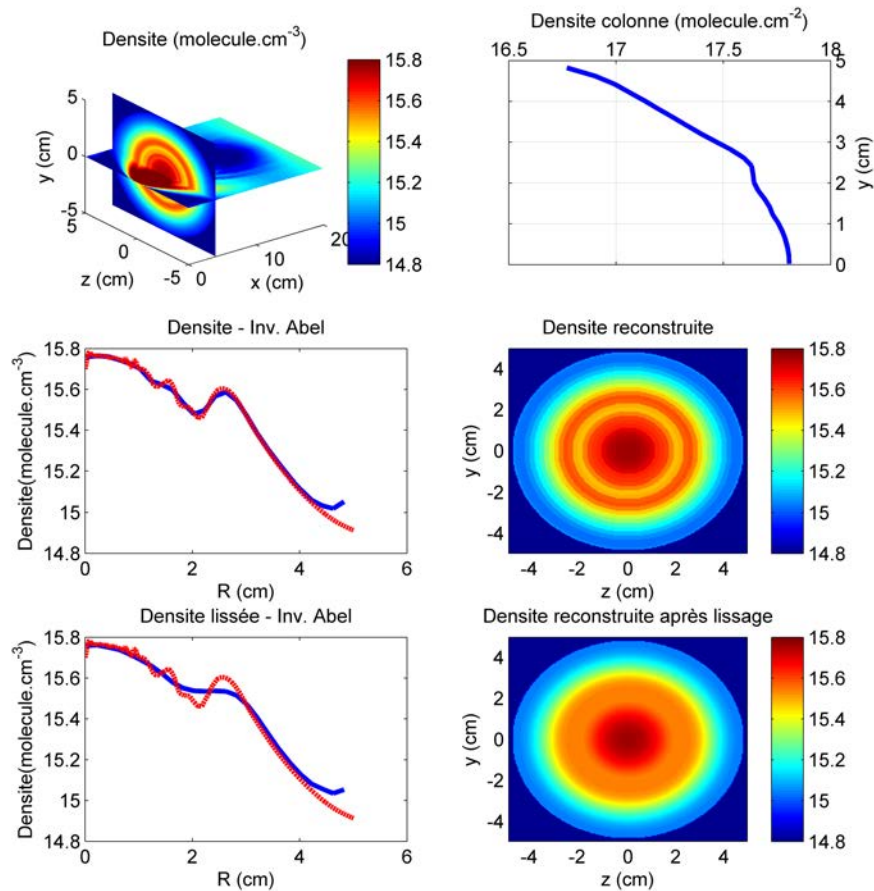 Densite (molecule.cm-3)
15.8
15.6
15.4
15.2
15
14.8
5
0
-5
y (cm)
5
0
-5
z (cm)
0
10
20
x (cm)
Densite colonne (molecule.cm-2)
16.5 17 17.5 18
5
4
3
2
1
0
y (cm)
Densite - Inv. Abel
15.8
15.6
15.4
15.2
15
14.8
Densite(molecule.cm-3)
0 2 4 6
R (cm)
Densite reconstruite
4
2
0
-2
-4
y (cm)
-4 -2 0 2 4
z (cm)
15.8
15.6
15.4
15.2
15
14.8
Densite lissée - Inv. Abel
15.8
15.6
15.4
15.2
15
14.8
Densite(molecule.cm-3)
0 2 4 6
R (cm)
Densite reconstruite après lissage
4
2
0
-2
-4
y (cm)
-4 -2 0 2 4
z (cm)
15.8
15.6
15.4
15.2
15
14.8